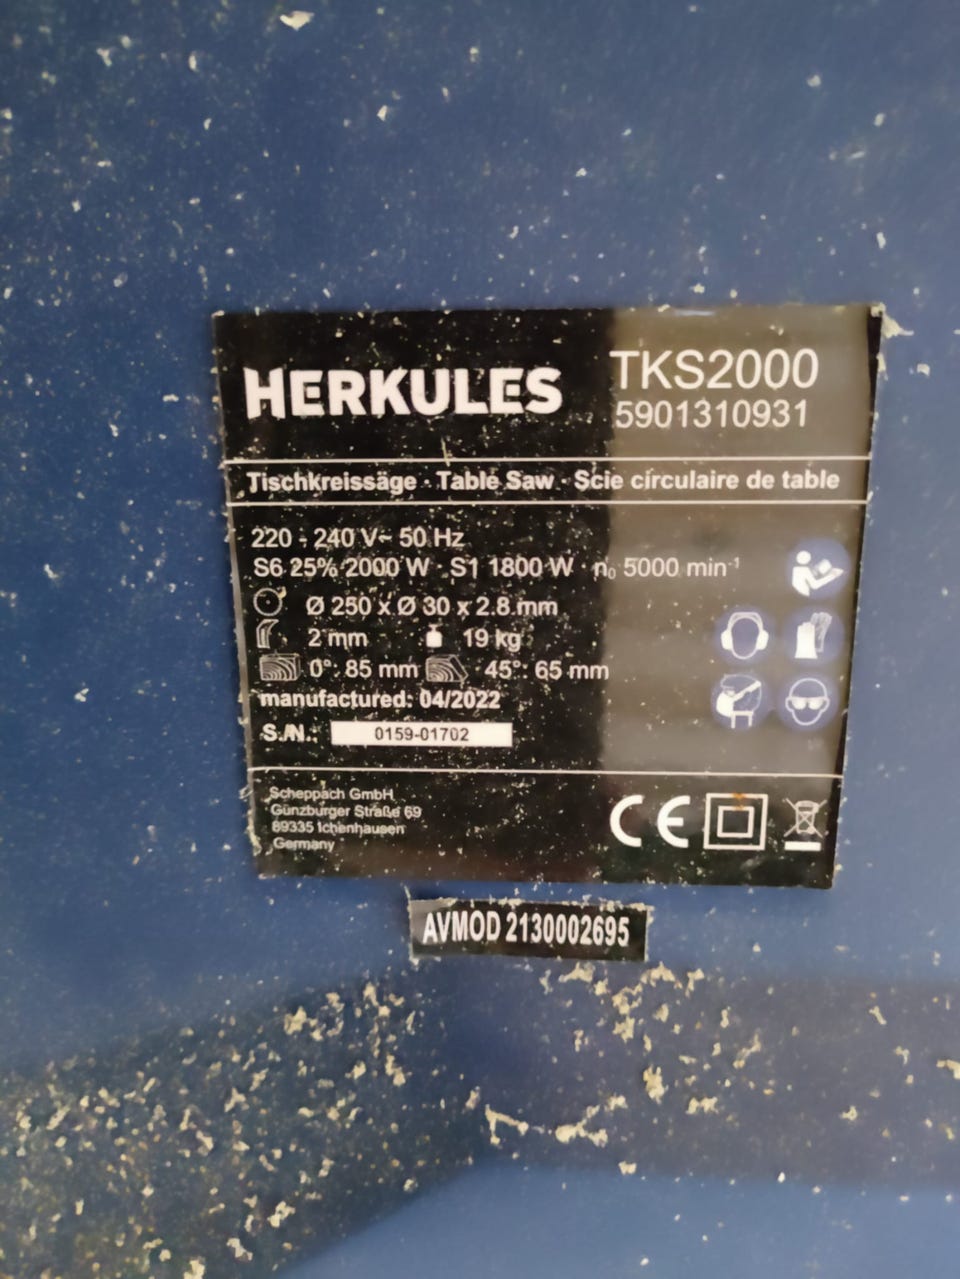 HERKULES
TKS2000
5901310931
Tischkreissäge · Table Saw · Scie circulaire de table
220 - 240 V~ 50 Hz
S6 25% 2000 W · S1 1800 W · n₀ 5000 min⁻¹
Ø 250 x Ø 30 x 2.8 mm
2 mm 19 kg
0°: 85 mm 45°: 65 mm
manufactured: 04/2022
S./N.: 0159-01702
Scheppach GmbH
Günzburger Straße 69
89335 Ichenhausen
Germany
CE
AVMOD 2130002695